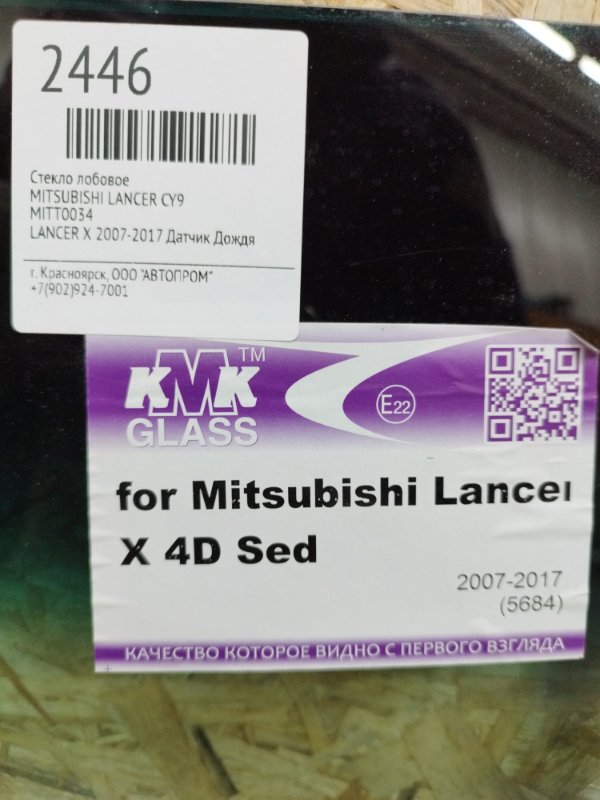 2446
Стекло лобовое
MITSUBISHI LANCER CY9
MITT0034
LANCER X 2007-2017 Датчик Дождя
г. Красноярск, ООО "АВТОПРОМ"
+7(902)924-7001
KMK TM
GLASS
E22
for Mitsubishi Lancer
X 4D Sed
2007-2017
(5684)
КАЧЕСТВО КОТОРОЕ ВИДНО С ПЕРВОГО ВЗГЛЯДА